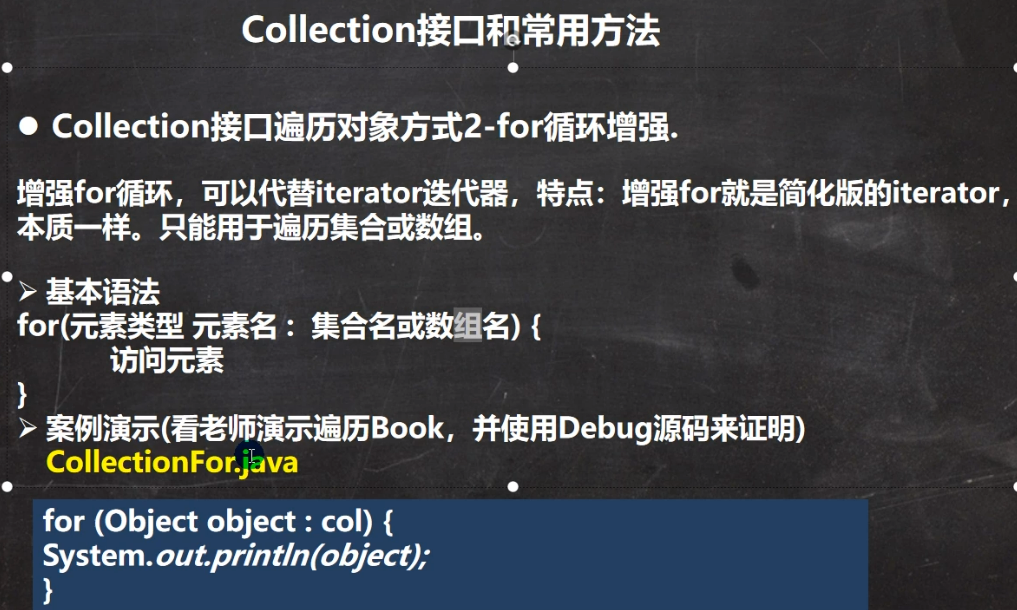 Collection接口和常用方法
● Collection接口遍历对象方式2-for循环增强.
增强for循环，可以代替iterator迭代器，特点：增强for就是简化版的iterator，
本质一样。只能用于遍历集合或数组。
➢ 基本语法
for(元素类型 元素名 : 集合名或数组名) {
访问元素
}
➢ 案例演示(看老师演示遍历Book，并使用Debug源码来证明)
CollectionFor.java
for (Object object : col) {
System.out.println(object);
}